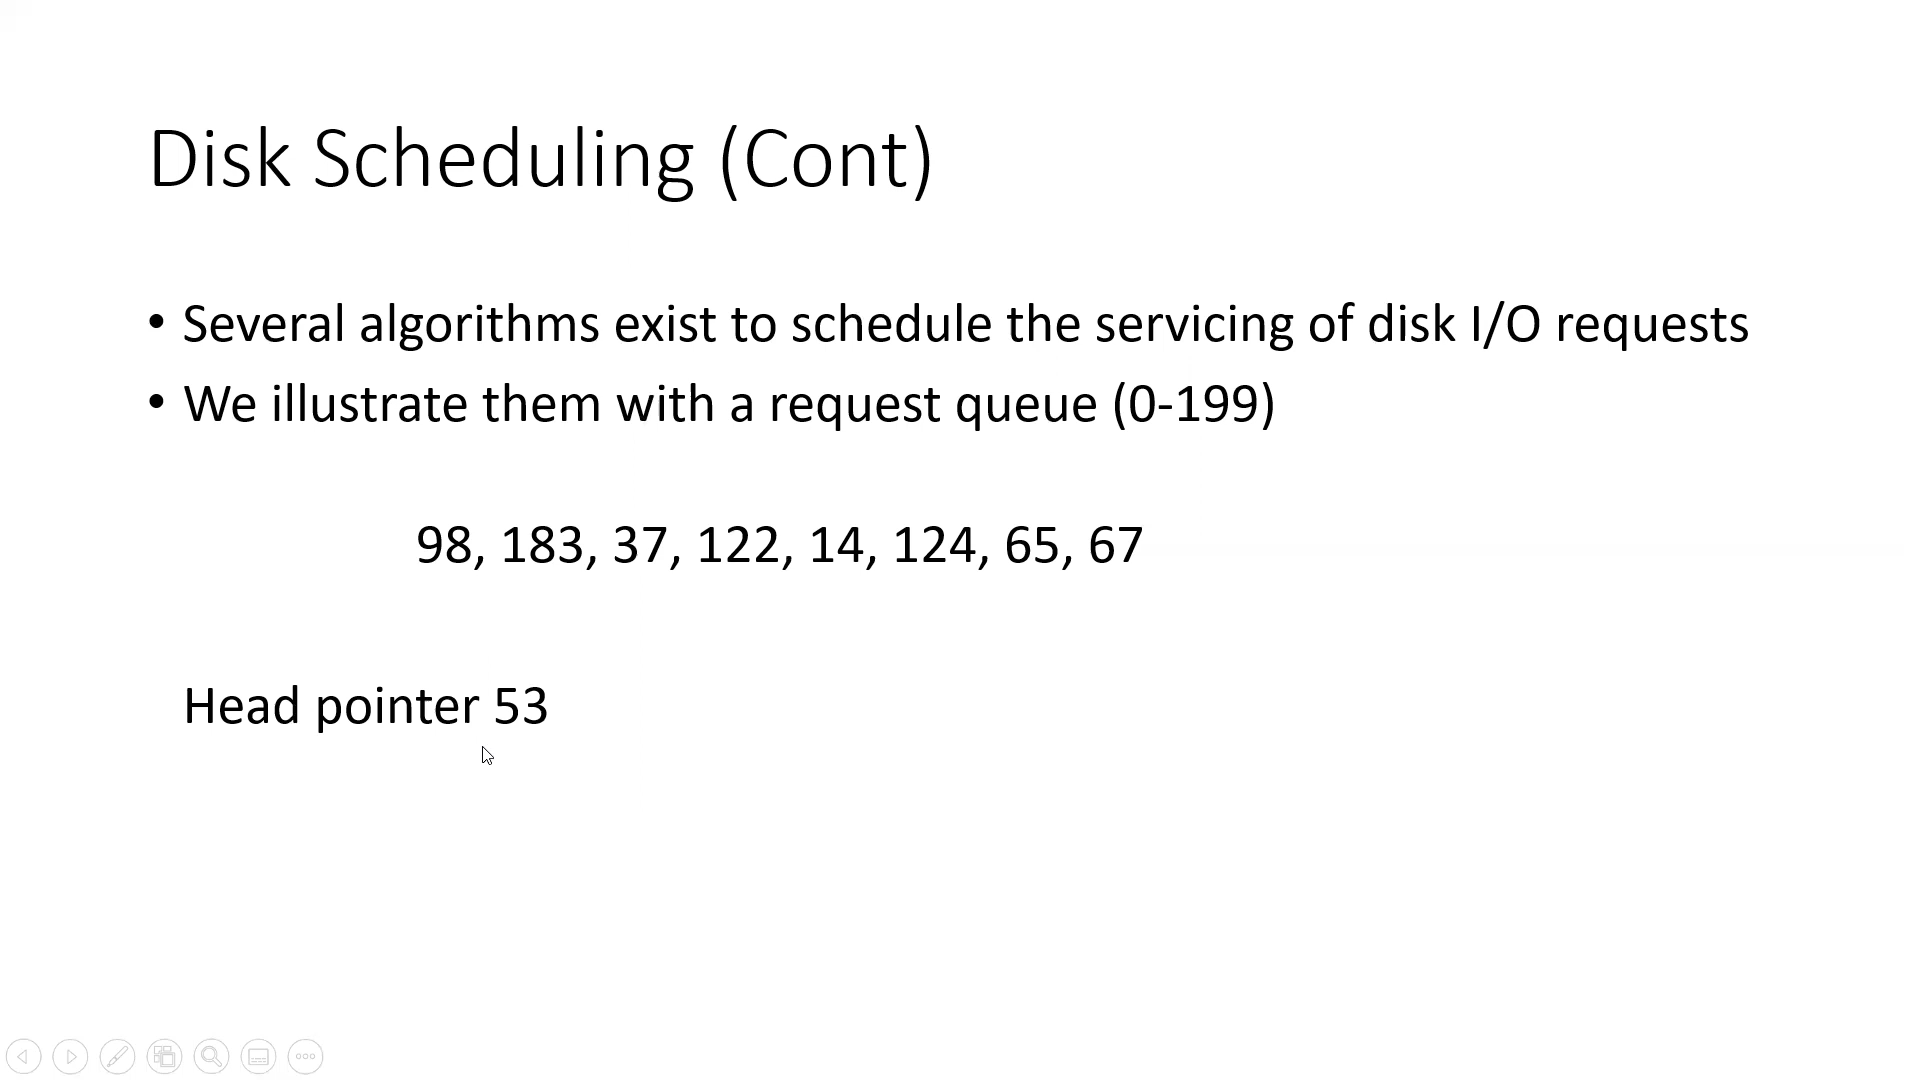 Disk Scheduling (Cont)
• Several algorithms exist to schedule the servicing of disk I/O requests
• We illustrate them with a request queue (0-199)
98, 183, 37, 122, 14, 124, 65, 67
Head pointer 53